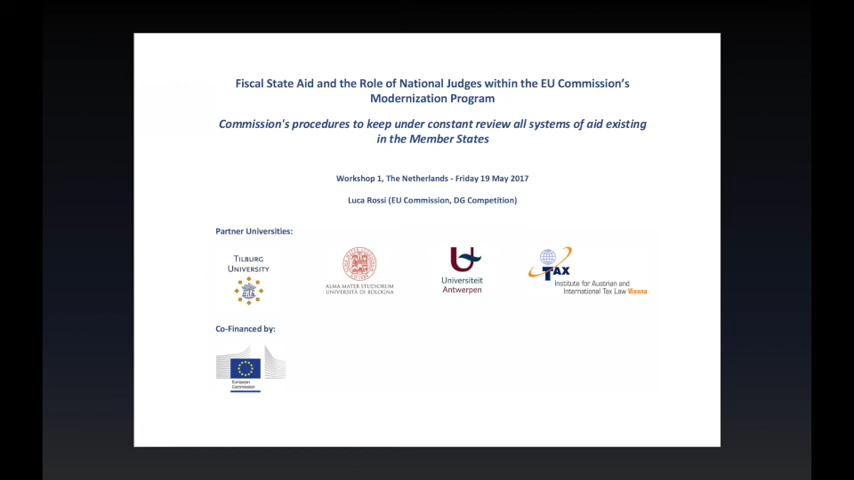 Fiscal State Aid and the Role of National Judges within the EU Commission's
Modernization Program
Commission's procedures to keep under constant review all systems of aid existing
in the Member States
Workshop 1, The Netherlands - Friday 19 May 2017
Luca Rossi (EU Commission, DG Competition)
Partner Universities:
TILBURG
UNIVERSITY
ALMA MATER STUDIORUM
UNIVERSITÀ DI BOLOGNA
Universiteit
Antwerpen
TAX
Institute for Austrian and
International Tax Law Vienna
Co-Financed by:
European
Commission